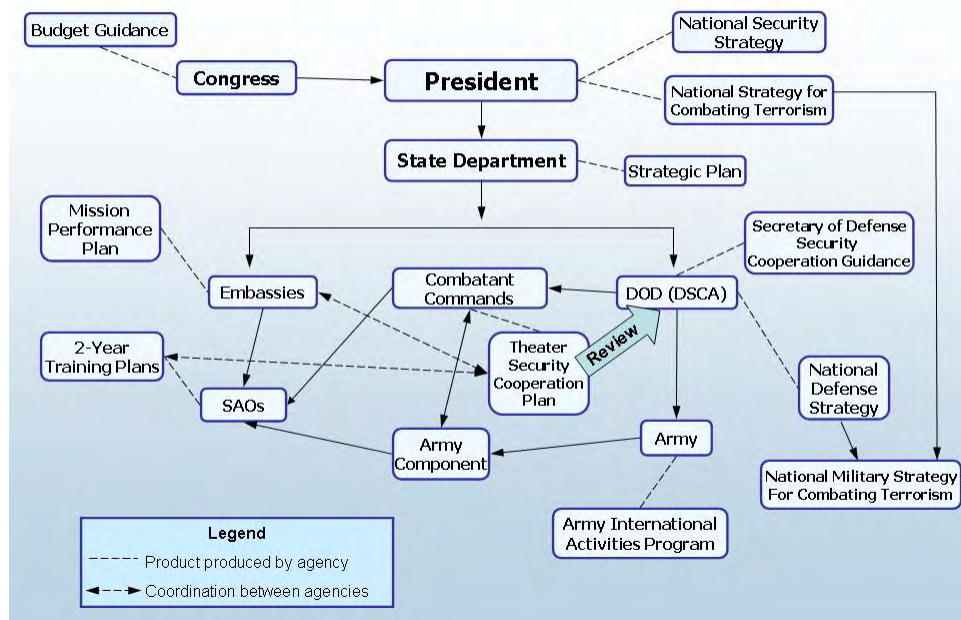 Budget Guidance
Congress
President
National Security
Strategy
National Strategy for
Combating Terrorism
State Department
Strategic Plan
Mission
Performance
Plan
Embassies
Combatant
Commands
DOD (DSCA)
Secretary of Defense
Security
Cooperation Guidance
2-Year
Training Plans
SAOs
Theater
Security
Cooperation
Plan
Review
National
Defense
Strategy
Army
Component
Army
National Military Strategy
For Combating Terrorism
Army International
Activities Program
Legend
Product produced by agency
Coordination between agencies